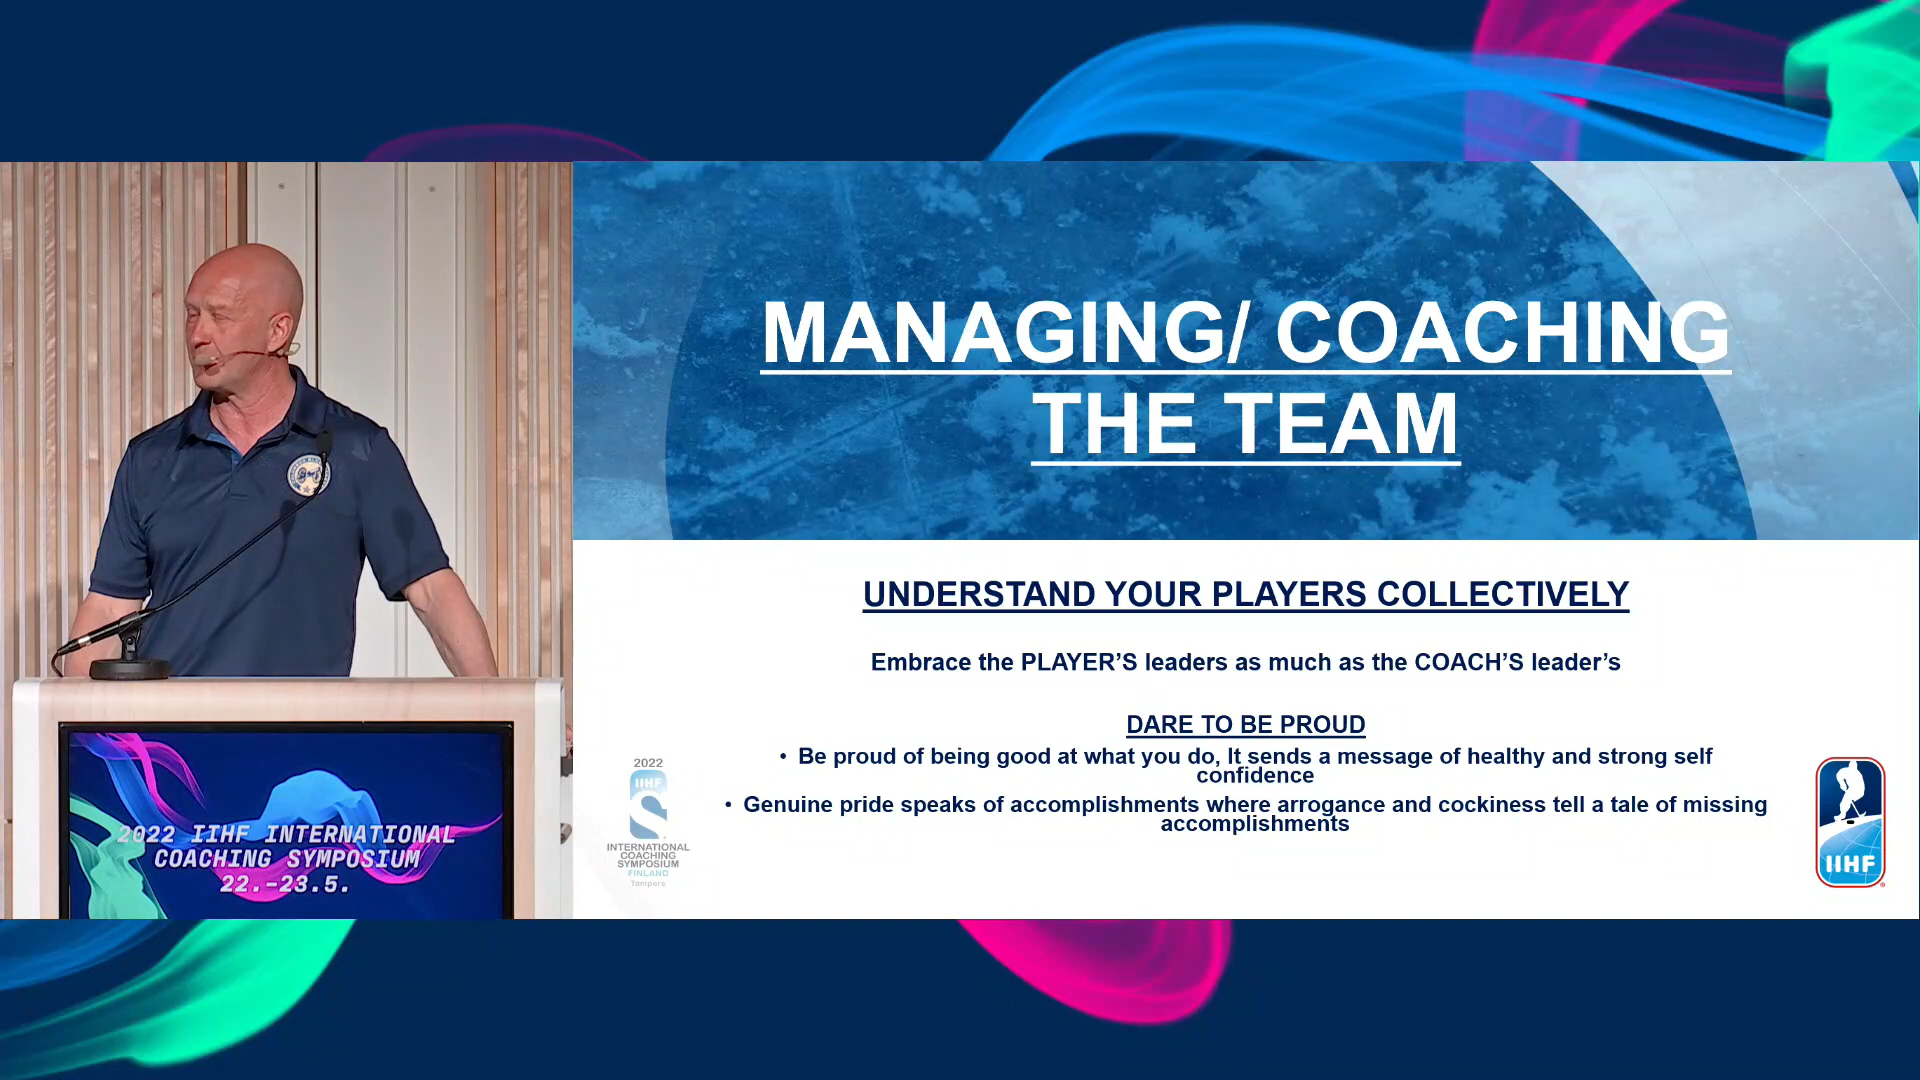 MANAGING/ COACHING
THE TEAM
UNDERSTAND YOUR PLAYERS COLLECTIVELY
Embrace the PLAYER'S leaders as much as the COACH'S leader's
DARE TO BE PROUD
• Be proud of being good at what you do, It sends a message of healthy and strong self
confidence
• Genuine pride speaks of accomplishments where arrogance and cockiness tell a tale of missing
accomplishments
2022
IIHF
S
INTERNATIONAL
COACHING
SYMPOSIUM
FINLAND
Tampere
IIHF
2022 IIHF INTERNATIONAL
COACHING SYMPOSIUM
22.-23.5.